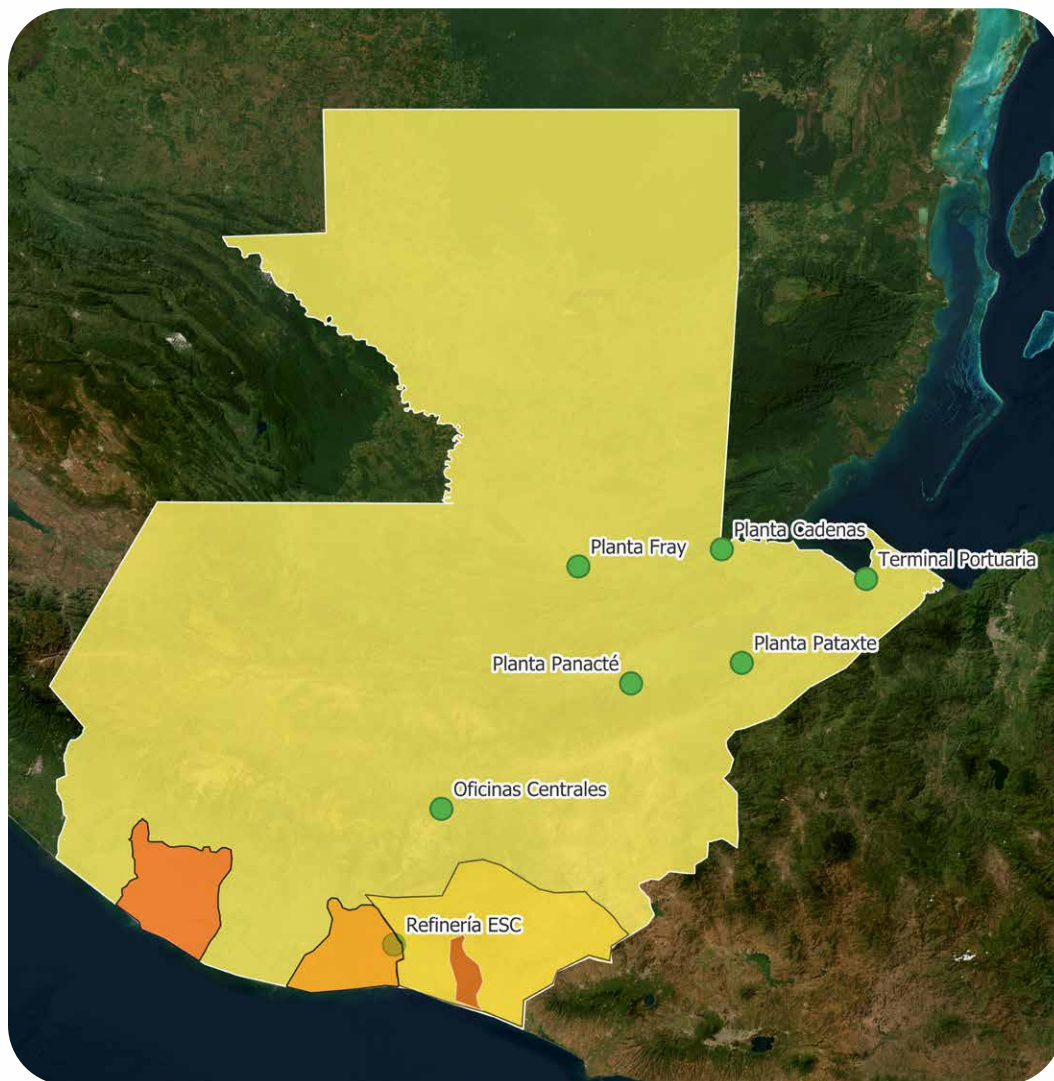 Planta Cadenas
Planta Fray
Terminal Portuaria
Planta Pataxte
Planta Panacté
Oficinas Centrales
Refinería ESC